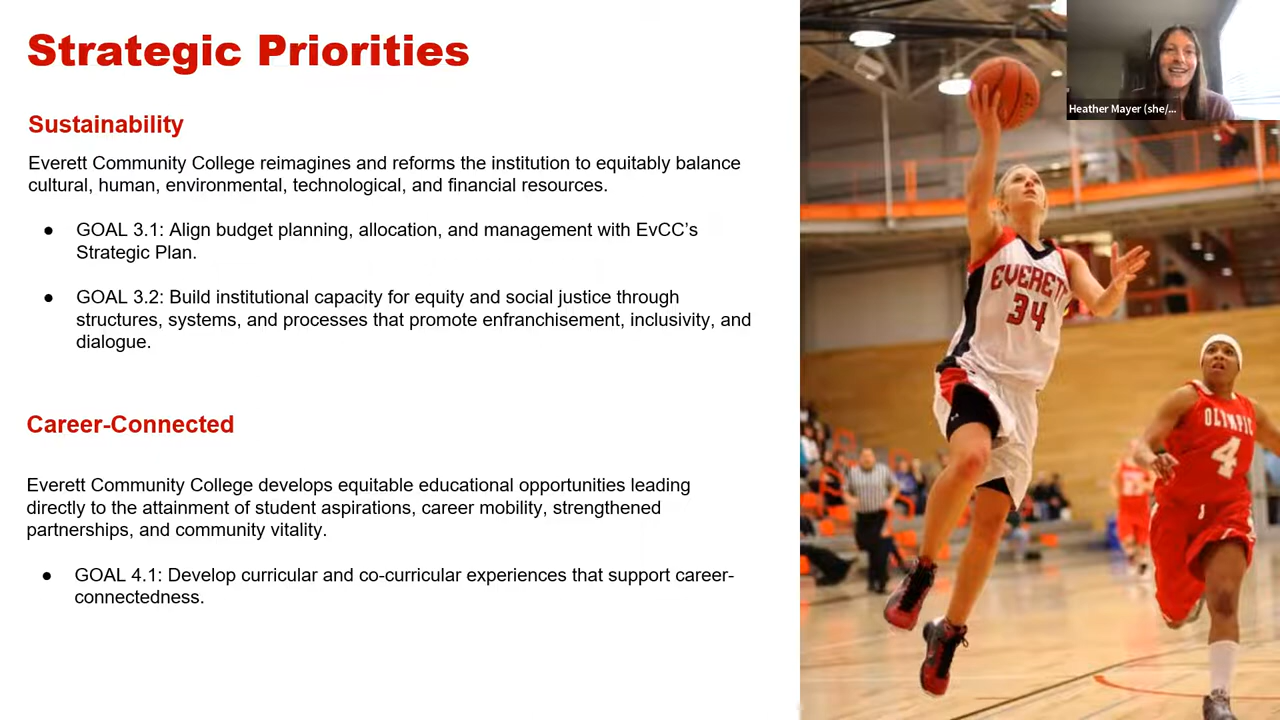 Strategic Priorities
Sustainability
Everett Community College reimagines and reforms the institution to equitably balance
cultural, human, environmental, technological, and financial resources.
● GOAL 3.1: Align budget planning, allocation, and management with EvCC’s
Strategic Plan.
● GOAL 3.2: Build institutional capacity for equity and social justice through
structures, systems, and processes that promote enfranchisement, inclusivity, and
dialogue.
Career-Connected
Everett Community College develops equitable educational opportunities leading
directly to the attainment of student aspirations, career mobility, strengthened
partnerships, and community vitality.
● GOAL 4.1: Develop curricular and co-curricular experiences that support career-
connectedness.
Heather Mayer (she/...
EVERETT
34
OLYMPIC
4